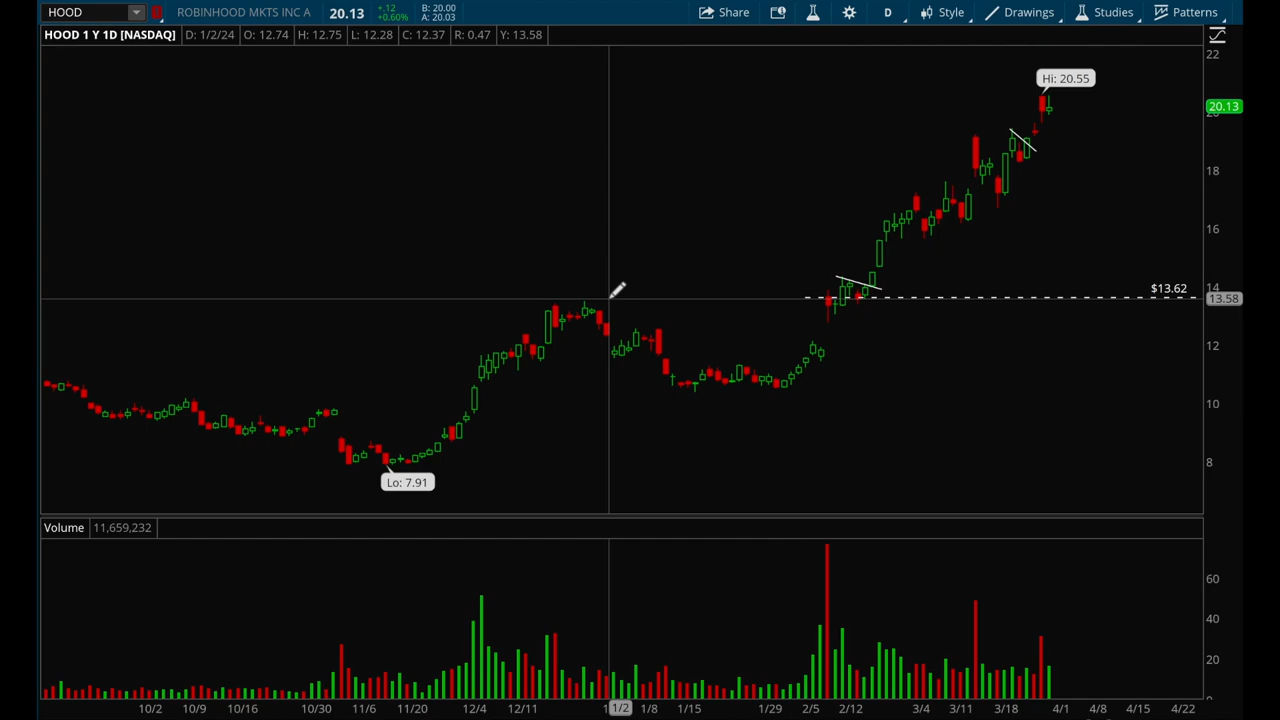 HOOD ROBINHOOD MKTS INC A 20.13 +.12 +0.60% B: 20.00 A: 20.03 Share D Style Drawings Studies Patterns
HOOD 1 Y 1D [NASDAQ] D: 1/2/24 O: 12.74 H: 12.75 L: 12.28 C: 12.37 R: 0.47 Y: 13.58
22
Hi: 20.55
20.13
20
18
16
$13.62
14
13.58
12
10
8
Lo: 7.91
Volume 11,659,232
60
40
20
0
10/2 10/9 10/16 10/30 11/6 11/20 12/4 12/11 1/2 1/8 1/15 1/29 2/5 2/12 3/4 3/11 3/18 4/1 4/8 4/15 4/22